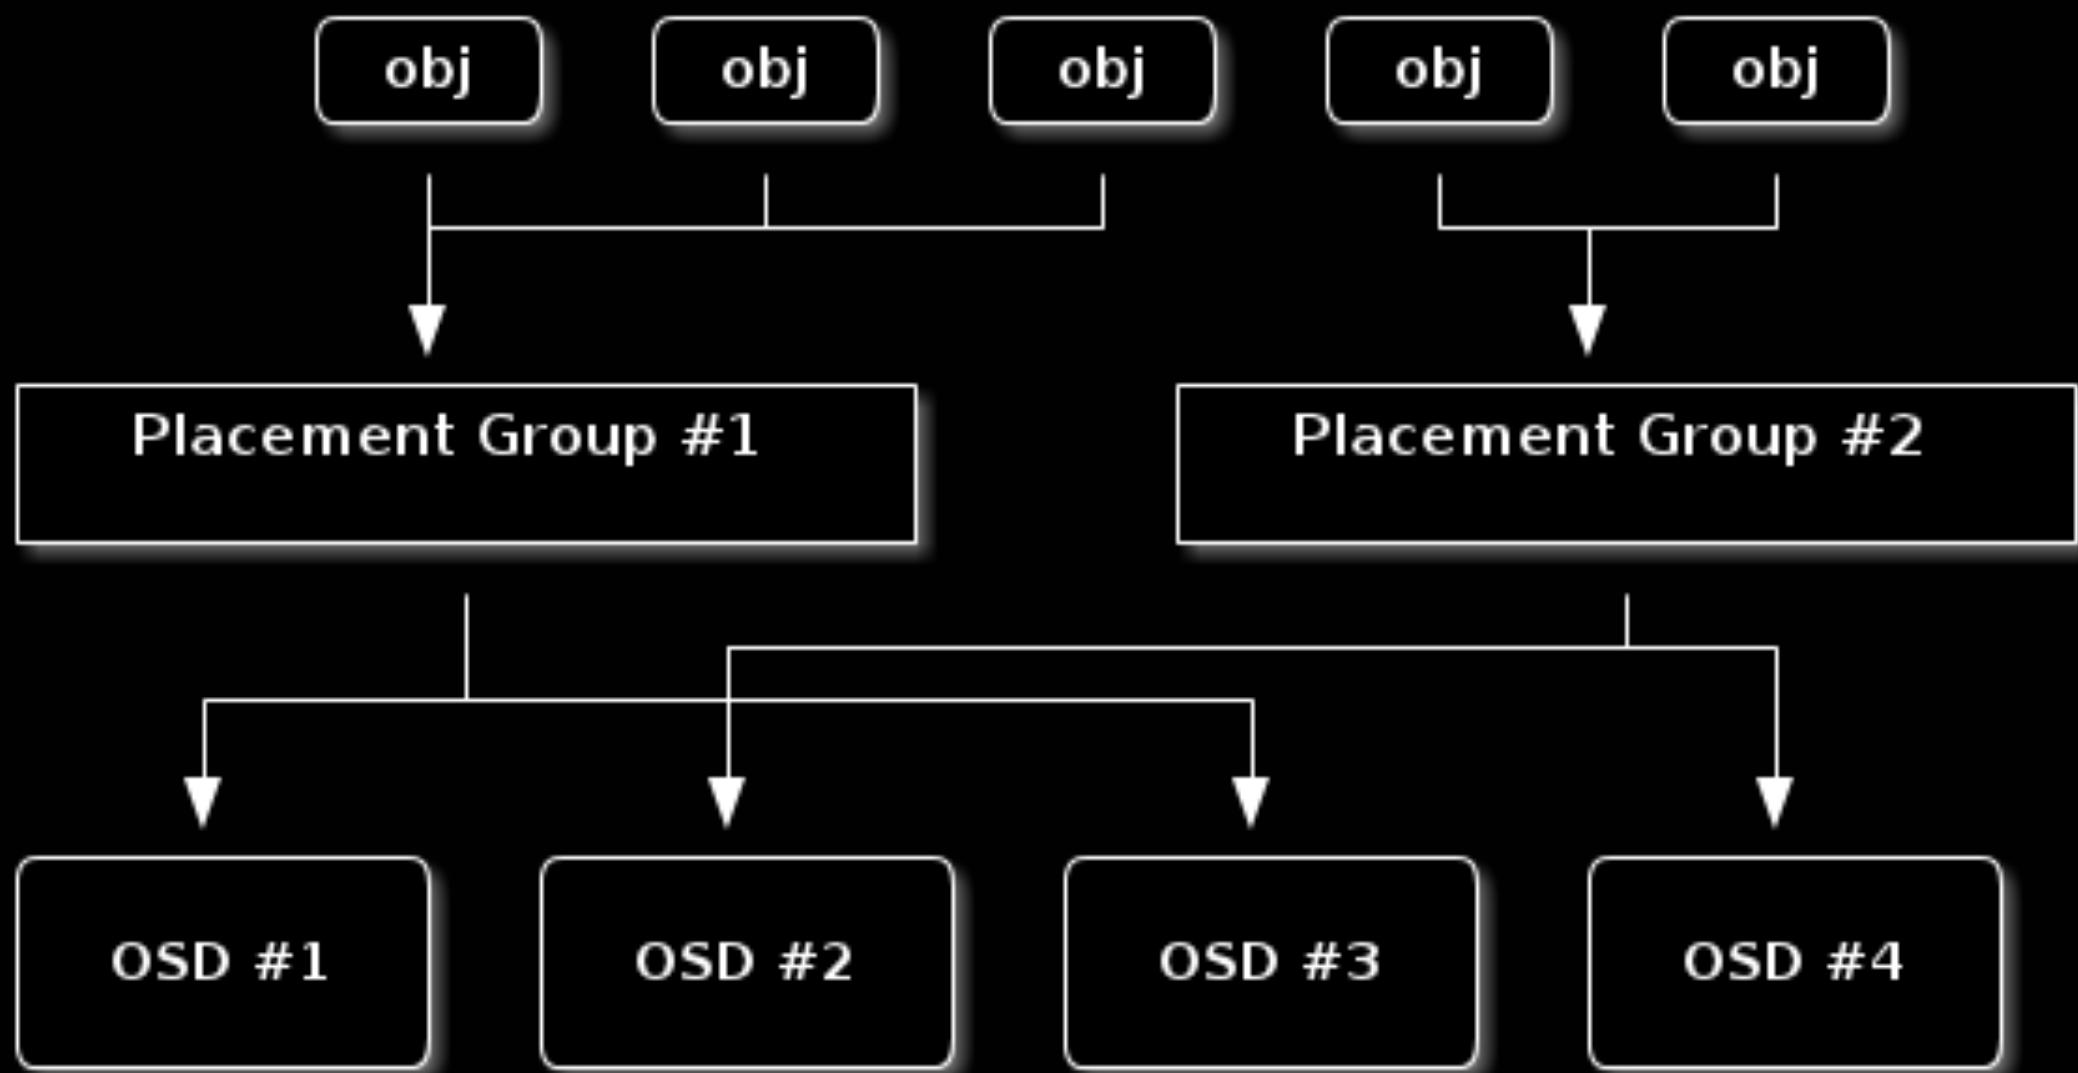 obj obj obj obj obj
Placement Group #1 Placement Group #2
OSD #1 OSD #2 OSD #3 OSD #4